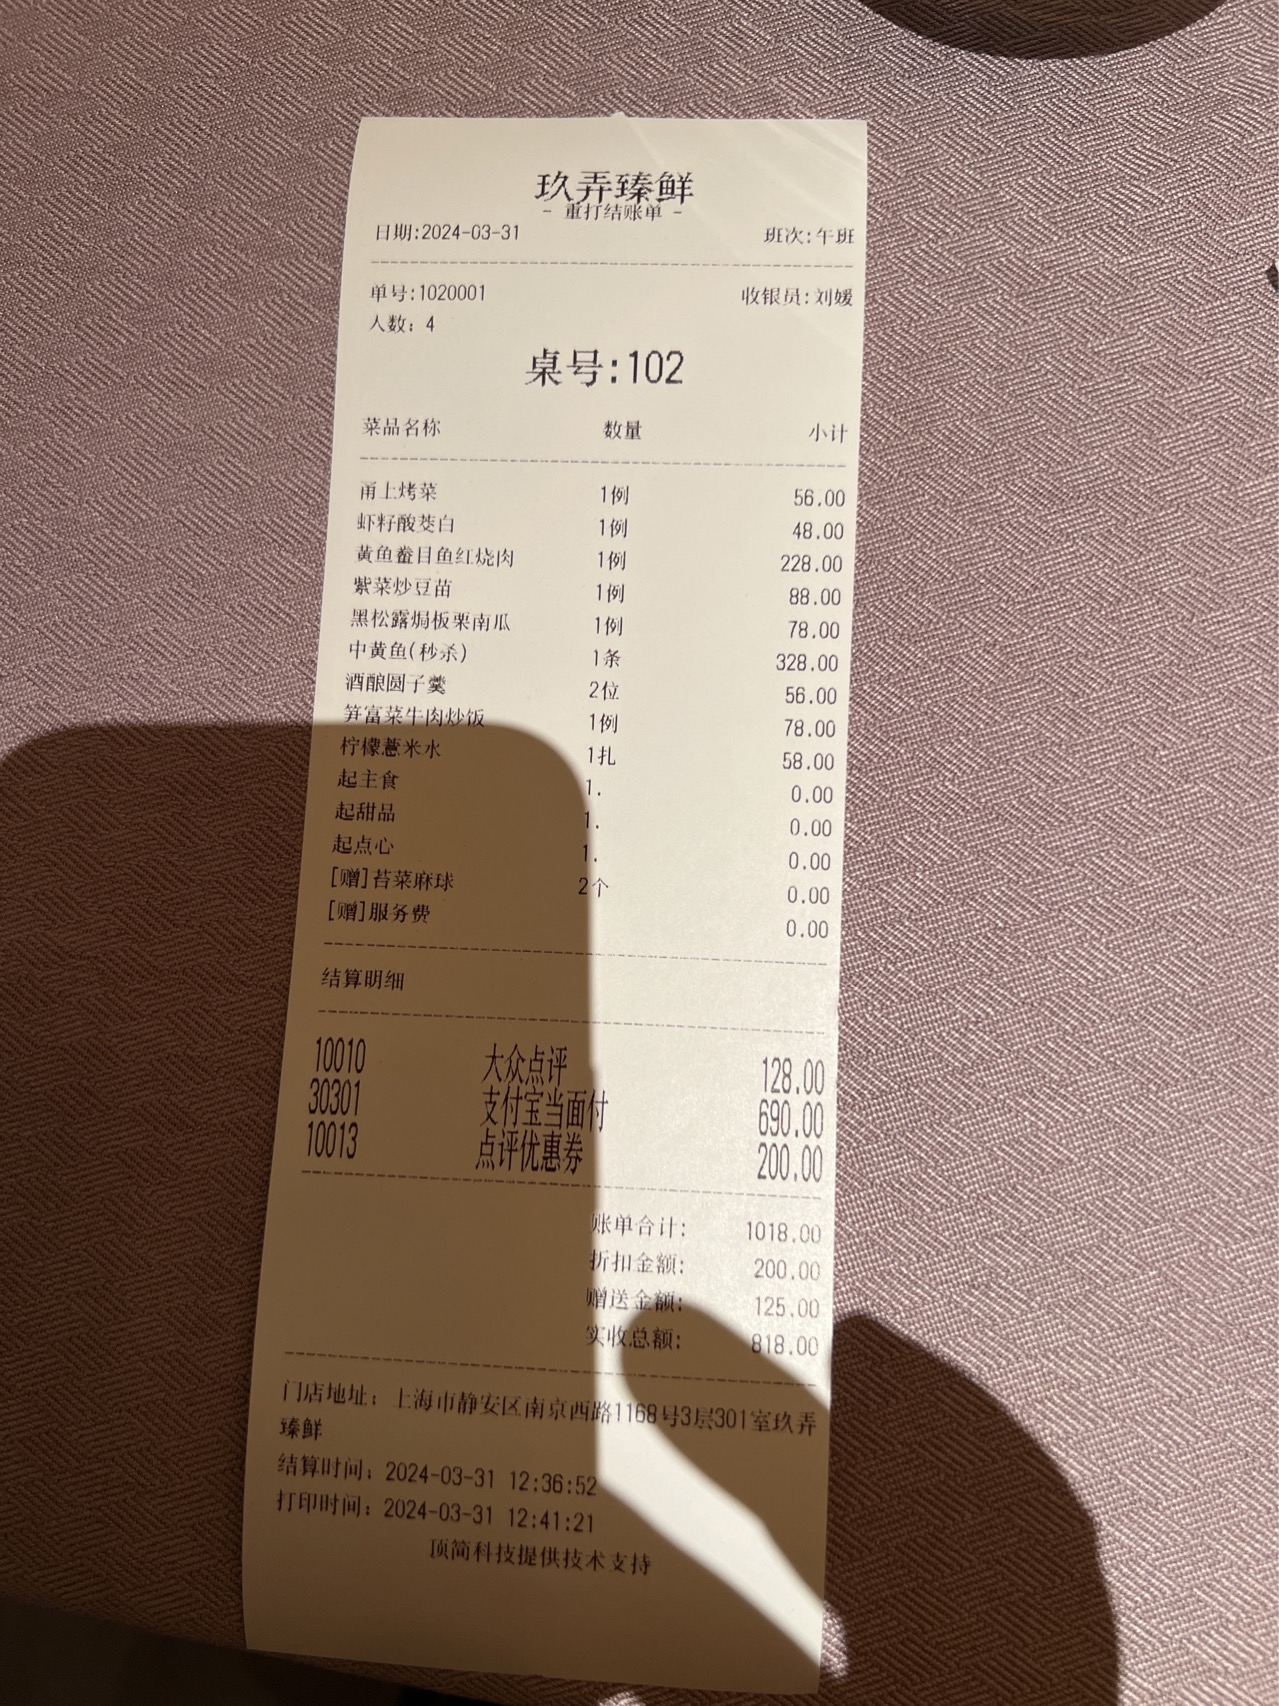 玖弄臻鲜
- 重打结账单 -
日期:2024-03-31 班次:午班
单号:1020001 收银员:刘媛
人数: 4
桌号:102
菜品名称 数量 小计
甬上烤菜 1例 56.00
虾籽酸茭白 1例 48.00
黄鱼鲞目鱼红烧肉 1例 228.00
紫菜炒豆苗 1例 88.00
黑松露焗板栗南瓜 1例 78.00
中黄鱼(秒杀) 1条 328.00
酒酿圆子羹 2位 56.00
笋富菜牛肉炒饭 1例 78.00
柠檬薏米水 1扎 58.00
起主食 1. 0.00
起甜品 1. 0.00
起点心 1. 0.00
[赠]苔菜麻球 2个 0.00
[赠]服务费 0.00
结算明细
10010 大众点评 128.00
30301 支付宝当面付 690.00
10013 点评优惠券 200.00
账单合计: 1018.00
折扣金额: 200.00
赠送金额: 125.00
实收总额: 818.00
门店地址: 上海市静安区南京西路1168号3层301室玖弄
臻鲜
结算时间: 2024-03-31 12:36:52
打印时间: 2024-03-31 12:41:21
顶简科技提供技术支持